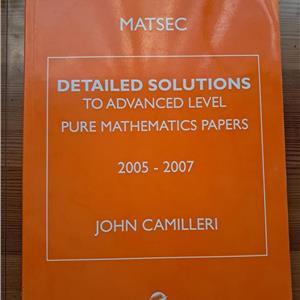 MATSEC
DETAILED SOLUTIONS
TO ADVANCED LEVEL
PURE MATHEMATICS PAPERS
2005 - 2007
JOHN CAMILLERI